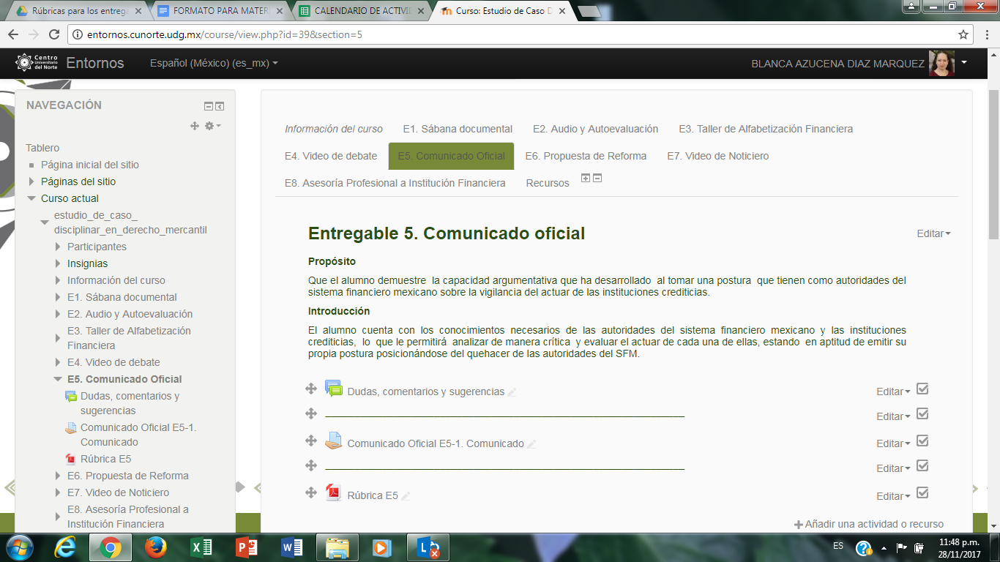 Rúbricas para los entrega
FORMATO PARA MATERI
CALENDARIO DE ACTIVI
Curso: Estudio de Caso D
entornos.cunorte.udg.mx/course/view.php?id=39&section=5
Centro
Universitario
del Norte
Entornos
Español (México) (es_mx)
BLANCA AZUCENA DIAZ MARQUEZ
NAVEGACIÓN
Tablero
Página inicial del sitio
Páginas del sitio
Curso actual
estudio_de_caso_
disciplinar_en_derecho_mercantil
Participantes
Insignias
Información del curso
E1. Sábana documental
E2. Audio y Autoevaluación
E3. Taller de Alfabetización
Financiera
E4. Video de debate
E5. Comunicado Oficial
Dudas, comentarios y
sugerencias
Comunicado Oficial E5-1.
Comunicado
Rúbrica E5
E6. Propuesta de Reforma
E7. Video de Noticiero
E8. Asesoría Profesional a
Institución Financiera
Información del curso E1. Sábana documental E2. Audio y Autoevaluación E3. Taller de Alfabetización Financiera
E4. Video de debate E5. Comunicado Oficial E6. Propuesta de Reforma E7. Video de Noticiero
E8. Asesoría Profesional a Institución Financiera Recursos
Entregable 5. Comunicado oficial
Editar
Propósito
Que el alumno demuestre la capacidad argumentativa que ha desarrollado al tomar una postura que tienen como autoridades del
sistema financiero mexicano sobre la vigilancia del actuar de las instituciones crediticias.
Introducción
El alumno cuenta con los conocimientos necesarios de las autoridades del sistema financiero mexicano y las instituciones
crediticias, lo que le permitirá analizar de manera crítica y evaluar el actuar de cada una de ellas, estando en aptitud de emitir su
propia postura posicionándose del quehacer de las autoridades del SFM.
Dudas, comentarios y sugerencias Editar
Editar
Comunicado Oficial E5-1. Comunicado Editar
Editar
Rúbrica E5 Editar
Añadir una actividad o recurso
ES
11:48 p.m.
28/11/2017